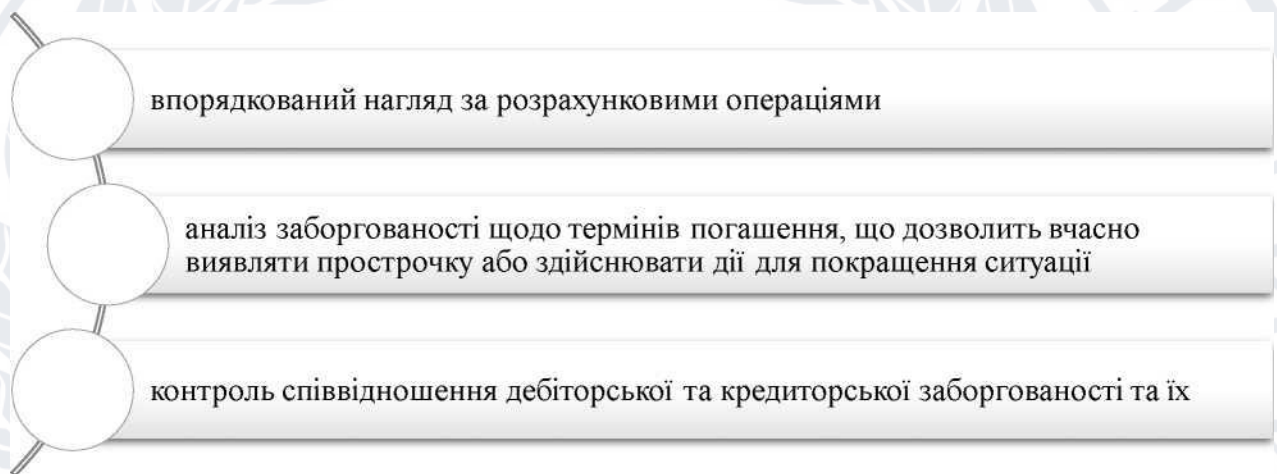 впорядкований нагляд за розрахунковими операціями
аналіз заборгованості щодо термінів погашення, що дозволить вчасно
виявляти прострочку або здійснювати дії для покращення ситуації
контроль співвідношення дебіторської та кредиторської заборгованості та їх